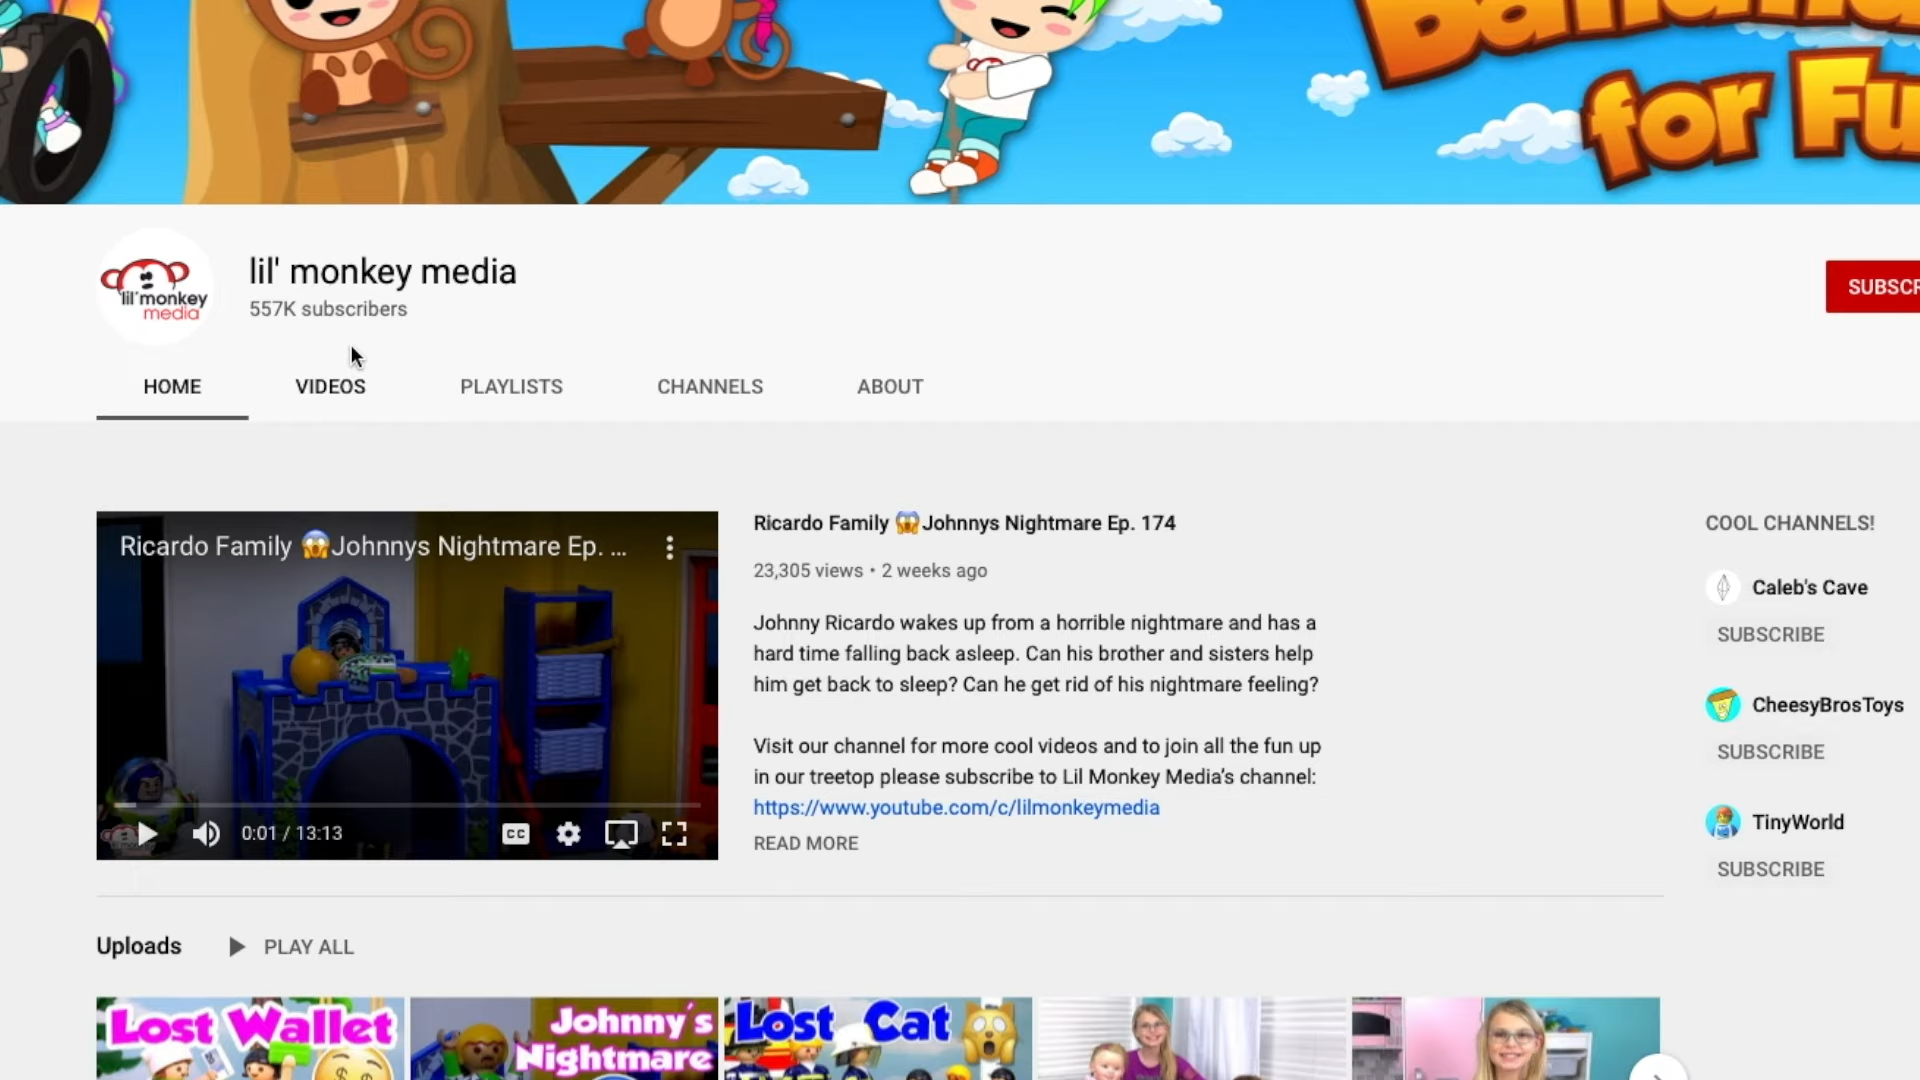 for Fu
lil' monkey media
557K subscribers
lil' monkey
media
SUBSCR
HOME
VIDEOS
PLAYLISTS
CHANNELS
ABOUT
Ricardo Family 😱Johnnys Nightmare Ep. ...
0:01 / 13:13
CC
Ricardo Family 😱Johnnys Nightmare Ep. 174
23,305 views • 2 weeks ago
Johnny Ricardo wakes up from a horrible nightmare and has a
hard time falling back asleep. Can his brother and sisters help
him get back to sleep? Can he get rid of his nightmare feeling?
Visit our channel for more cool videos and to join all the fun up
in our treetop please subscribe to Lil Monkey Media's channel:
https://www.youtube.com/c/lilmonkeymedia
READ MORE
COOL CHANNELS!
Caleb's Cave
SUBSCRIBE
CheesyBrosToys
SUBSCRIBE
TinyWorld
SUBSCRIBE
Uploads
PLAY ALL
Lost Wallet
Johnny's
Nightmare
Lost Cat